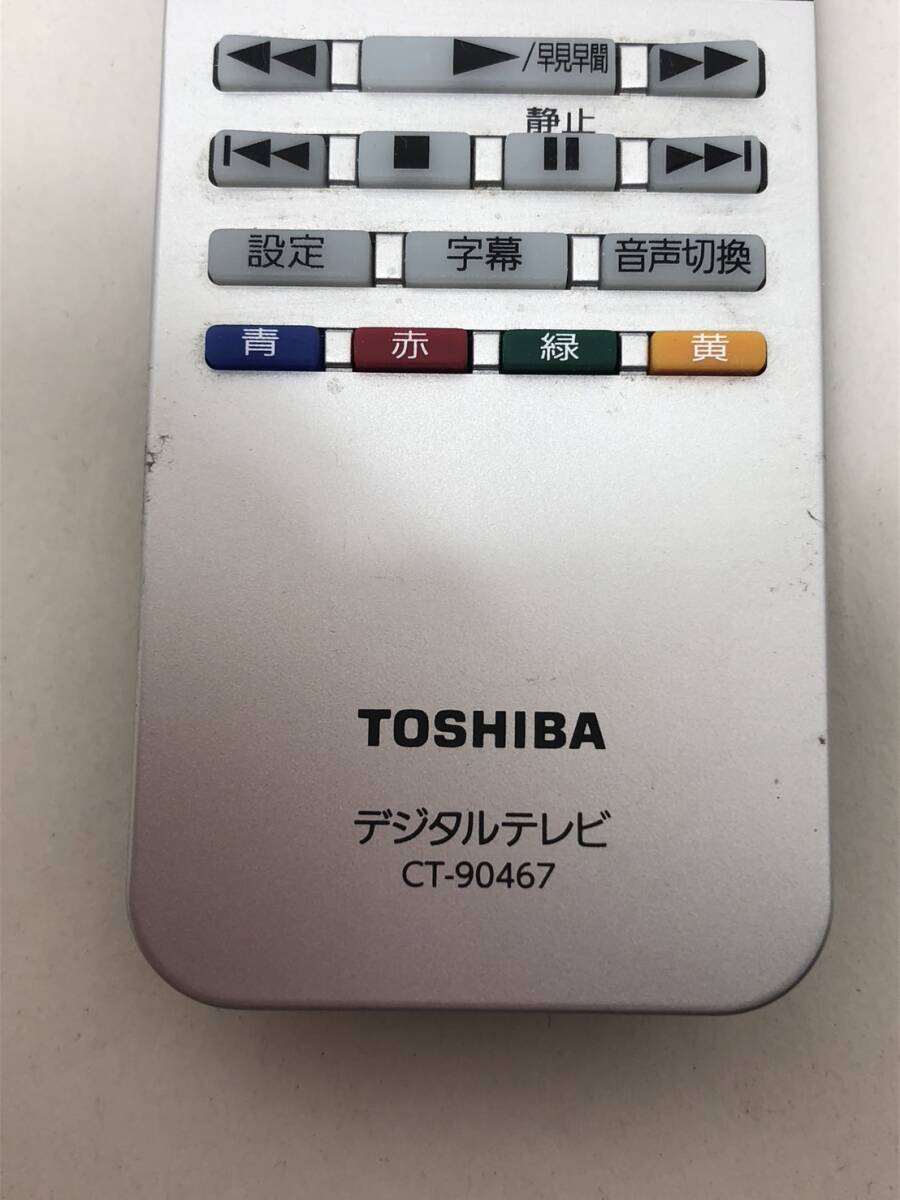 /早見早聞
静止
設定 字幕 音声切換
青 赤 緑 黄
TOSHIBA
デジタルテレビ
CT-90467